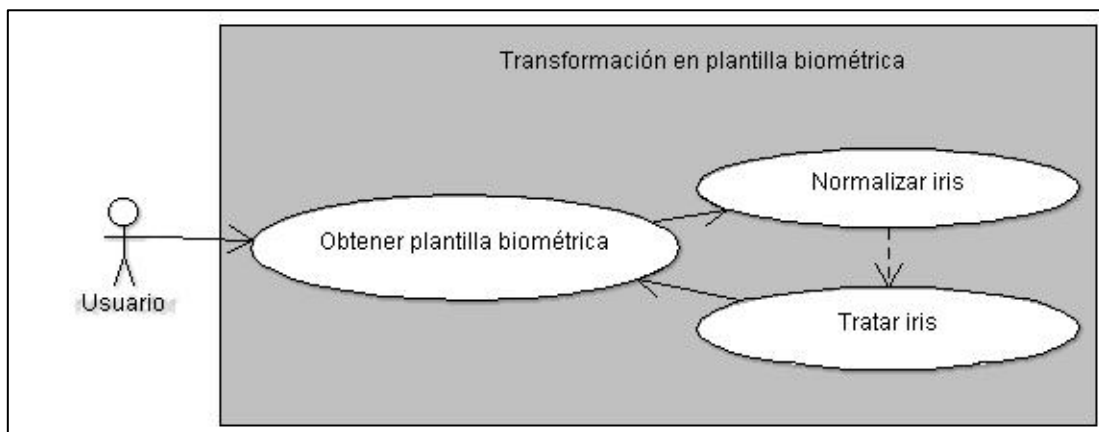 Transformación en plantilla biométrica
Normalizar iris
Obtener plantilla biométrica
Usuario
Tratar iris